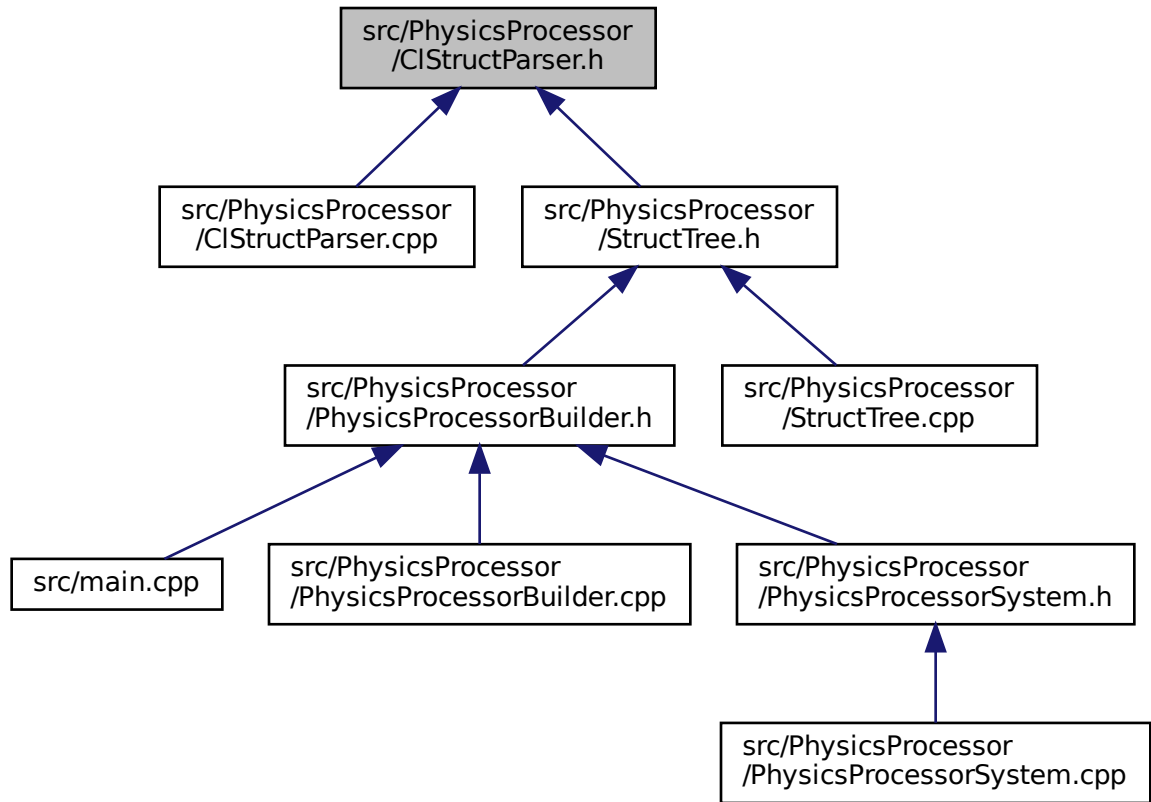 src/PhysicsProcessor
/ClStructParser.h
src/PhysicsProcessor
/ClStructParser.cpp
src/PhysicsProcessor
/StructTree.h
src/PhysicsProcessor
/PhysicsProcessorBuilder.h
src/PhysicsProcessor
/StructTree.cpp
src/main.cpp
src/PhysicsProcessor
/PhysicsProcessorBuilder.cpp
src/PhysicsProcessor
/PhysicsProcessorSystem.h
src/PhysicsProcessor
/PhysicsProcessorSystem.cpp